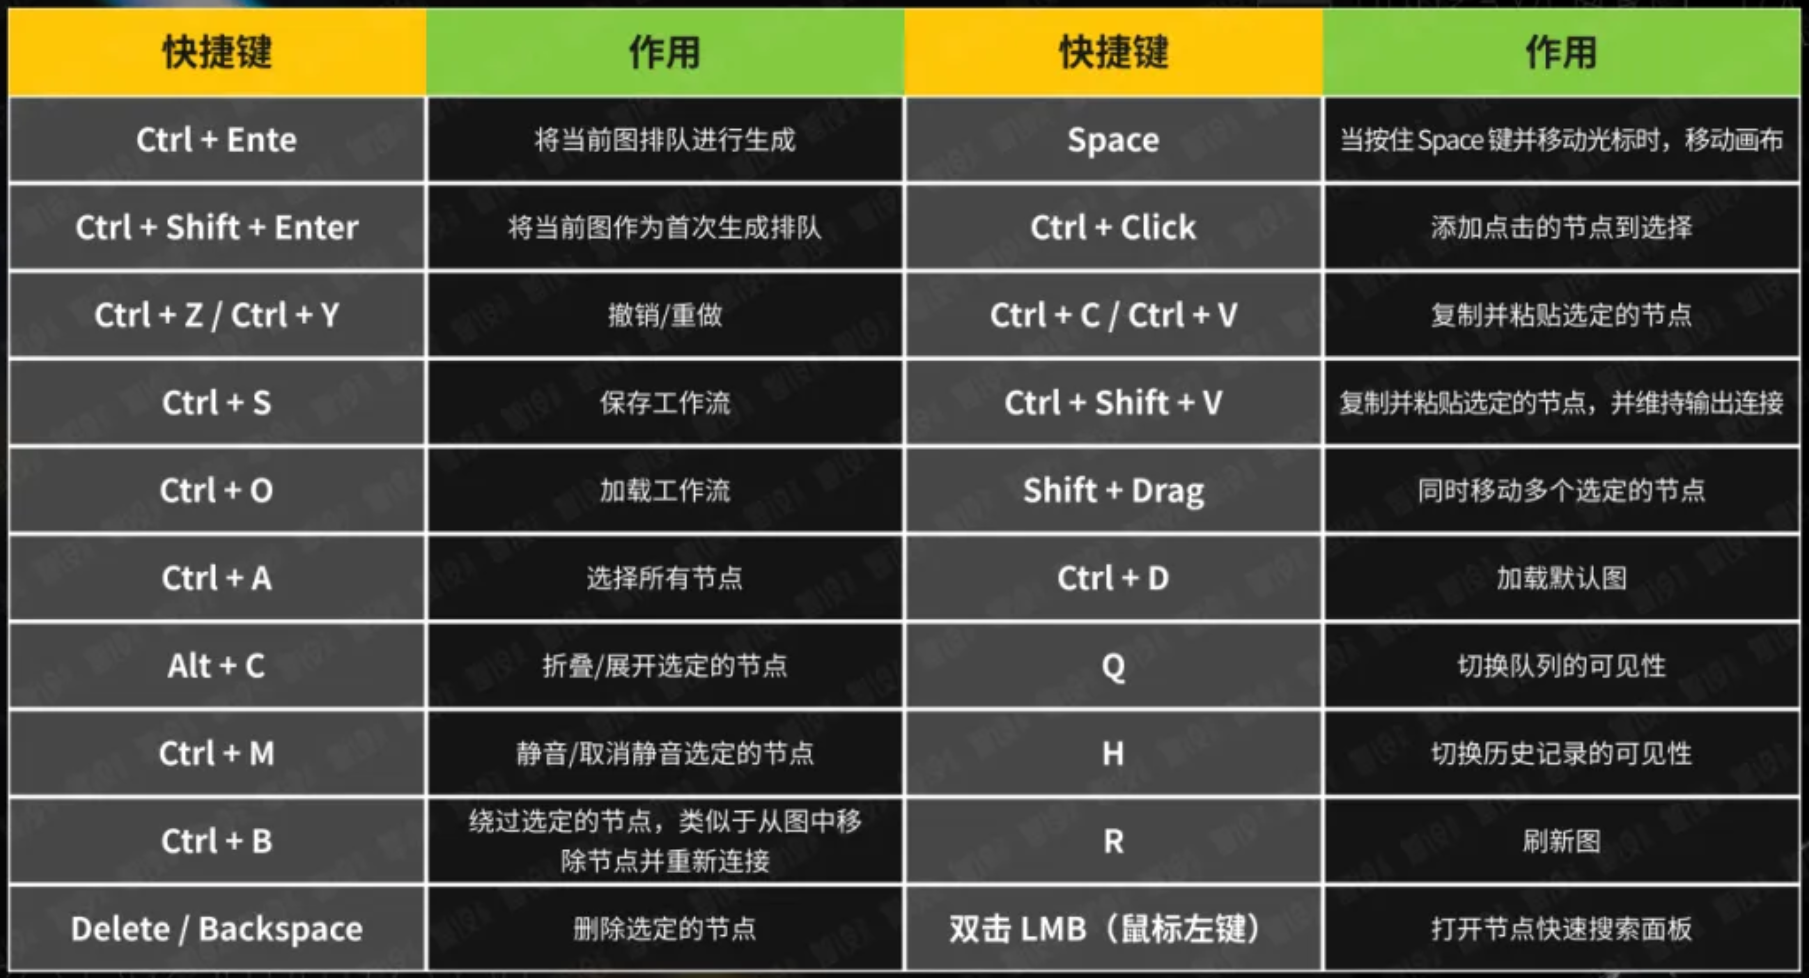 快捷键 作用 快捷键 作用
Ctrl + Ente 将当前图排队进行生成 Space 当按住 Space 键并移动光标时，移动画布
Ctrl + Shift + Enter 将当前图作为首次生成排队 Ctrl + Click 添加点击的节点到选择
Ctrl + Z / Ctrl + Y 撤销/重做 Ctrl + C / Ctrl + V 复制并粘贴选定的节点
Ctrl + S 保存工作流 Ctrl + Shift + V 复制并粘贴选定的节点，并维持输出连接
Ctrl + O 加载工作流 Shift + Drag 同时移动多个选定的节点
Ctrl + A 选择所有节点 Ctrl + D 加载默认图
Alt + C 折叠/展开选定的节点 Q 切换队列的可见性
Ctrl + M 静音/取消静音选定的节点 H 切换历史记录的可见性
Ctrl + B 绕过选定的节点，类似于从图中移
除节点并重新连接 R 刷新图
Delete / Backspace 删除选定的节点 双击 LMB（鼠标左键） 打开节点快速搜索面板